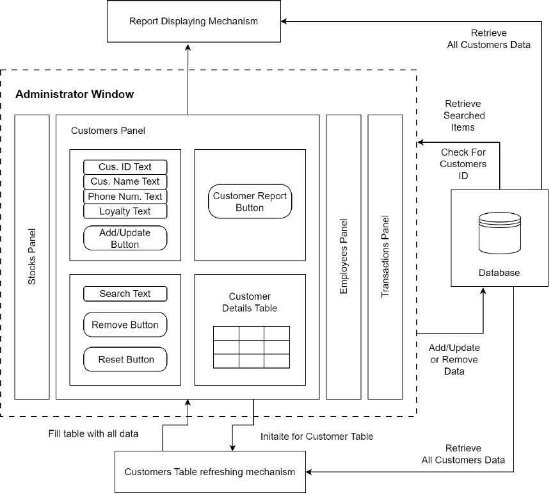 Report Displaying Mechanism
Retrieve
All Customers Data
Administrator Window
Retrieve
Searched
items
Check For
Customers
ID
Stocks Panel
Customers Panel
Cus. ID Text
Cus. Name Text
Phone Num. Text
Loyalty Text
Add/Update
Button
Customer Report
Button
Search Text
Remove Button
Reset Button
Customer
Details Table
Employees Panel
Transactions Panel
Database
Add/Update
or Remove
Data
Fill table with all data
Initaite for Customer Table
Retrieve
All Customers Data
Customers Table refreshing mechanism